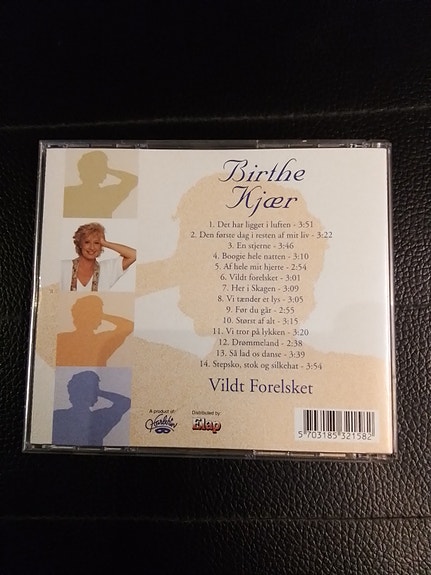 Birthe
Kjær
1. Det har ligget i luften - 3:51
2. Den første dag i resten af mit liv - 3:22
3. En stjerne - 3:46
4. Boogie hele natten - 3:10
5. Af hele mit hjerte - 2:54
6. Vildt forelsket - 3:01
7. Her i Skagen - 3:09
8. Vi tænder et lys - 3:05
9. Før du går - 2:55
10. Størst af alt - 3:15
11. Vi tror på lykken - 3:20
12. Drømmeland - 2:38
13. Så lad os danse - 3:39
14. Stepsko, stok og silkehat - 3:54
Vildt Forelsket
A product of:
Harlekin
Distributed by:
Elap
5 703185 321582